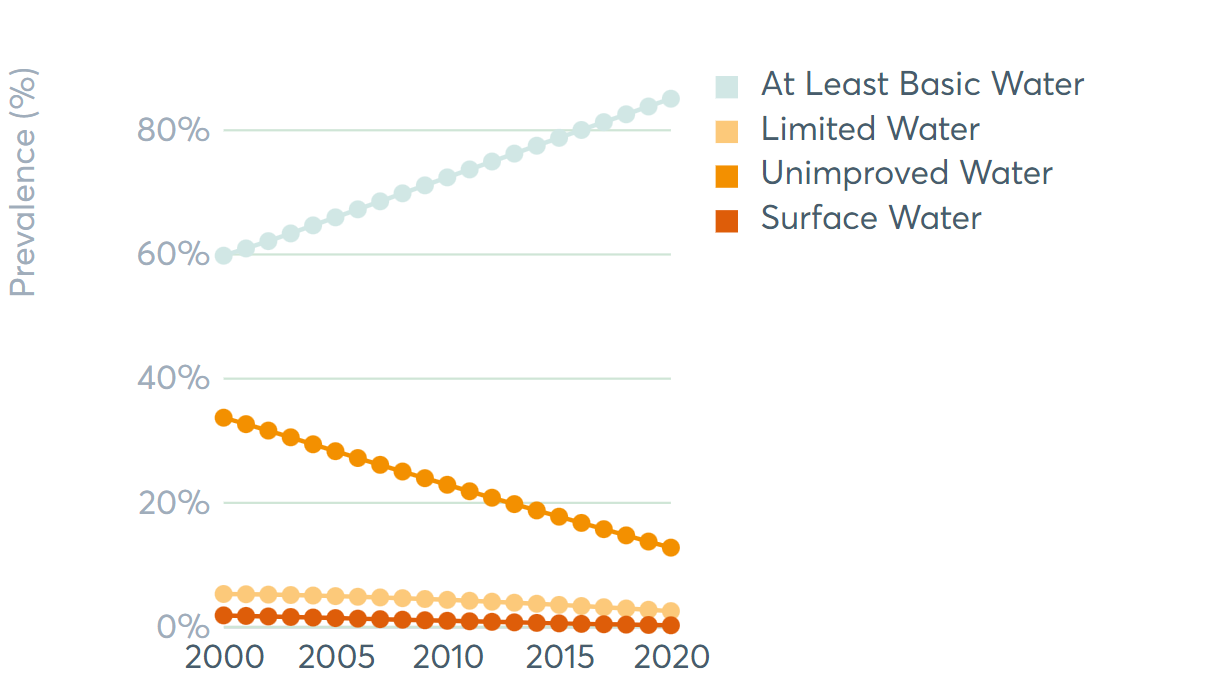 Prevalence (%)
80%
60%
40%
20%
0%
2000 2005 2010 2015 2020
At Least Basic Water
Limited Water
Unimproved Water
Surface Water